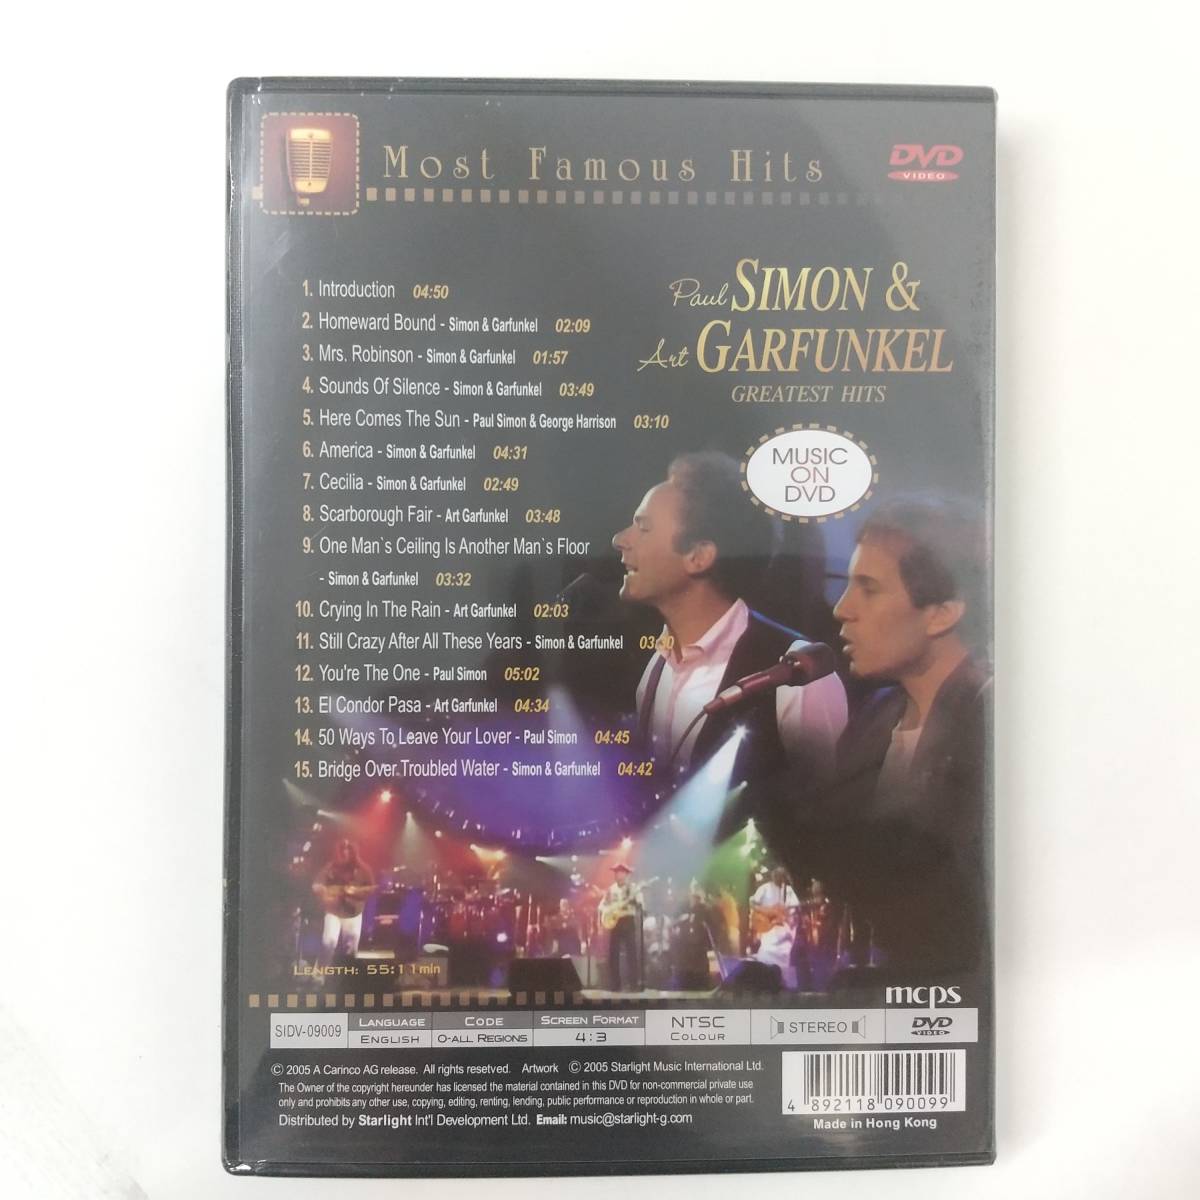 Most Famous Hits
DVD
VIDEO
Paul SIMON &
Art GARFUNKEL
GREATEST HITS
MUSIC
ON
DVD
1. Introduction 04:50
2. Homeward Bound - Simon & Garfunkel 02:09
3. Mrs. Robinson - Simon & Garfunkel 01:57
4. Sounds Of Silence - Simon & Garfunkel 03:49
5. Here Comes The Sun - Paul Simon & George Harrison 03:10
6. America - Simon & Garfunkel 04:31
7. Cecilia - Simon & Garfunkel 02:49
8. Scarborough Fair - Art Garfunkel 03:48
9. One Man`s Ceiling Is Another Man`s Floor
- Simon & Garfunkel 03:32
10. Crying In The Rain - Art Garfunkel 02:03
11. Still Crazy After All These Years - Simon & Garfunkel 03:30
12. You're The One - Paul Simon 05:02
13. El Condor Pasa - Art Garfunkel 04:34
14. 50 Ways To Leave Your Lover - Paul Simon 04:45
15. Bridge Over Troubled Water - Simon & Garfunkel 04:42
LENGTH: 55:11min
mcps
SIDV-09009
LANGUAGE
ENGLISH
CODE
0-ALL REGIONS
SCREEN FORMAT
4:3
NTSC
COLOUR
STEREO
DVD
VIDEO
© 2005 A Carinco AG release. All rights reserved. Artwork © 2005 Starlight Music International Ltd.
The Owner of the copyright hereunder has licensed the material contained in this DVD for non-commercial private use
only and prohibits any other use, copying, editing, renting, lending, public performance or reproduction in whole or part.
Distributed by Starlight Int'l Development Ltd. Email: music@starlight-g.com
4 892118 090099
Made in Hong Kong